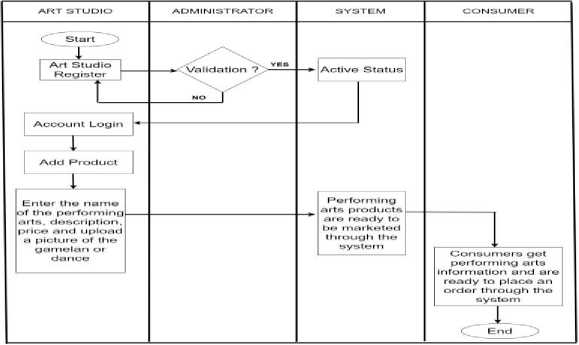 ART STUDIO
ADMINISTRATOR
SYSTEM
CONSUMER
Start
Art Studio
Register
Validation ?
YES
NO
Active Status
Account Login
Add Product
Enter the name
of the performing
arts, description,
price and upload
a picture of the
gamelan or
dance
Performing
arts products
are ready to
be marketed
through the
system
Consumers get
performing arts
information and are
ready to place an
order through the
system
End